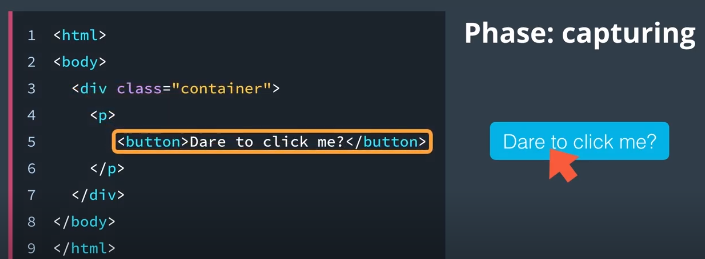 Phase: capturing
1 <html>
2 <body>
3 <div class="container">
4 <p>
5 <button>Dare to click me?</button>
6 </p>
7 </div>
8 </body>
9 </html>
Dare to click me?